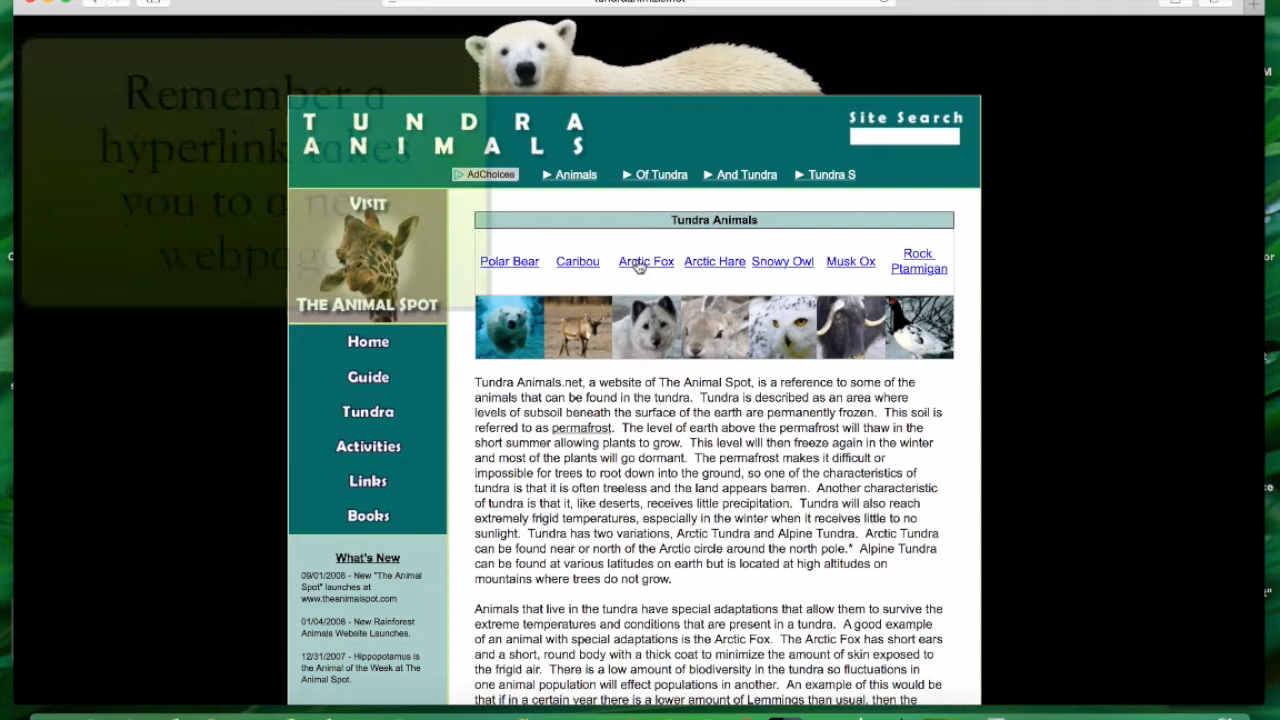 Remember a
hyperlink takes
you to a new
webpage
TUNDRA
ANIMALS
Site Search
AdChoices
Animals
Of Tundra
And Tundra
Tundra S
VISIT
THE ANIMAL SPOT
Home
Guide
Tundra
Activities
Links
Books
What's New
09/01/2008 - New "The Animal
Spot" launches at
www.theanimalspot.com
01/04/2008 - New Rainforest
Animals Website Launches.
12/31/2007 - Hippopotamus is
the Animal of the Week at The
Animal Spot.
Tundra Animals
Polar Bear
Caribou
Arctic Fox
Arctic Hare
Snowy Owl
Musk Ox
Rock
Ptarmigan
Tundra Animals.net, a website of The Animal Spot, is a reference to some of the
animals that can be found in the tundra. Tundra is described as an area where
levels of subsoil beneath the surface of the earth are permanently frozen. This soil is
referred to as permafrost. The level of earth above the permafrost will thaw in the
short summer allowing plants to grow. This level will then freeze again in the winter
and most of the plants will go dormant. The permafrost makes it difficult or
impossible for trees to root down into the ground, so one of the characteristics of
tundra is that it is often treeless and the land appears barren. Another characteristic
of tundra is that it, like deserts, receives little precipitation. Tundra will also reach
extremely frigid temperatures, especially in the winter when it receives little to no
sunlight. Tundra has two variations, Arctic Tundra and Alpine Tundra. Arctic Tundra
can be found near or north of the Arctic circle around the north pole.* Alpine Tundra
can be found at various latitudes on earth but is located at high altitudes on
mountains where trees do not grow.
Animals that live in the tundra have special adaptations that allow them to survive the
extreme temperatures and conditions that are present in a tundra. A good example
of an animal with special adaptations is the Arctic Fox. The Arctic Fox has short ears
and a short, round body with a thick coat to minimize the amount of skin exposed to
the frigid air. There is a low amount of biodiversity in the tundra so fluctuations in
one animal population will effect populations in another. An example of this would be
that if in a certain year there is a lower amount of Lemmings than usual, then the